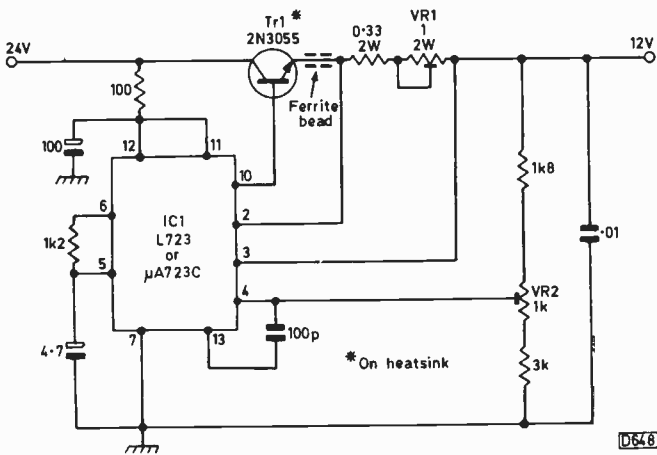 Tr1 *
2N3055
0.33
2W
VR1
1
2W
24V
12V
100
Ferrite
bead
100
12
11
10
6
IC1
L723
or
µA723C
2
1k2
5
3
4
1k8
·01
VR2
1k
4·7
7
13
100p
3k
*On heatsink
D648